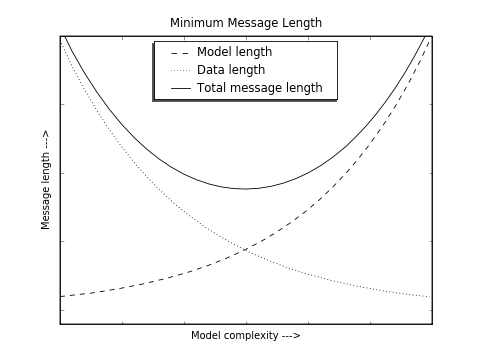 Minimum Message Length
Model length
Data length
Total message length
Message length --->
Model complexity --->